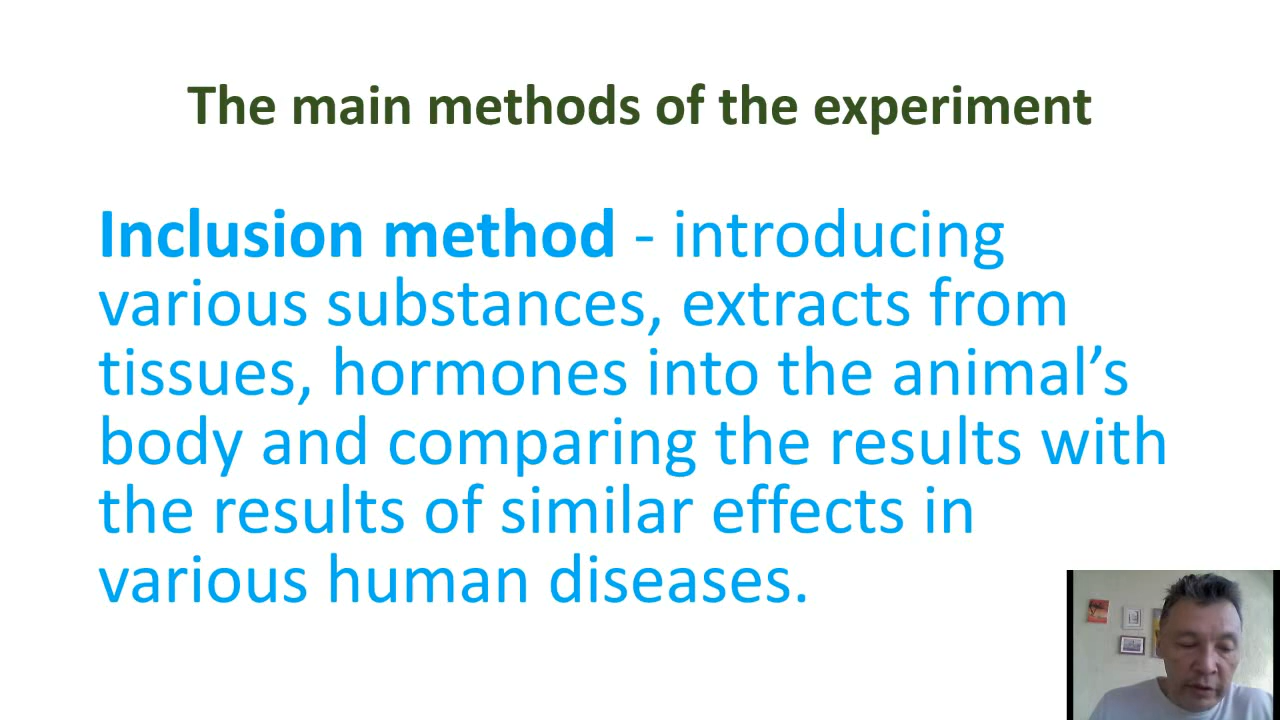 The main methods of the experiment
Inclusion method - introducing
various substances, extracts from
tissues, hormones into the animal’s
body and comparing the results with
the results of similar effects in
various human diseases.